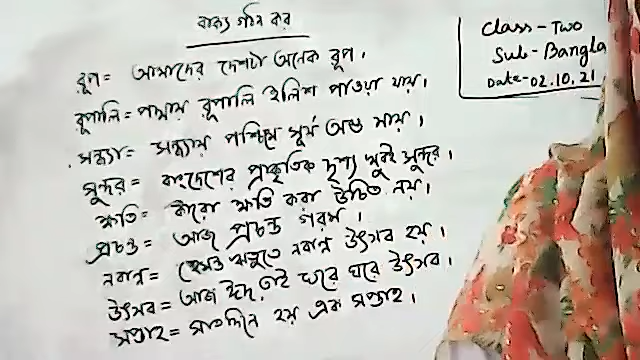 বাক্য গঠন কর
Class - Two
Sub - Bangla
Date - 02.10.21
রূপ = আমাদের দেশটা অনেক রূপ।
রূপালি = পদ্মায় রূপালি ইলিশ পাওয়া যায়।
সন্ধ্যা = সন্ধ্যায় পশ্চিমে সূর্য অস্ত যায়।
সুন্দর = বাংদেশের প্রাকৃতিক দৃশ্য খুবই সুন্দর।
ক্ষতি = কারো ক্ষতি করা উচিত নয়।
প্রচন্ড = আজ প্রচন্ড গরম।
নবান্ন = হেমন্ত ঋতুতে নবান্ন উৎসব হয়।
উৎসব = আজ ঈদ, তাই ঘরে ঘরে উৎসব।
সপ্তাহ = সাতদিনে হয় এক সপ্তাহ।